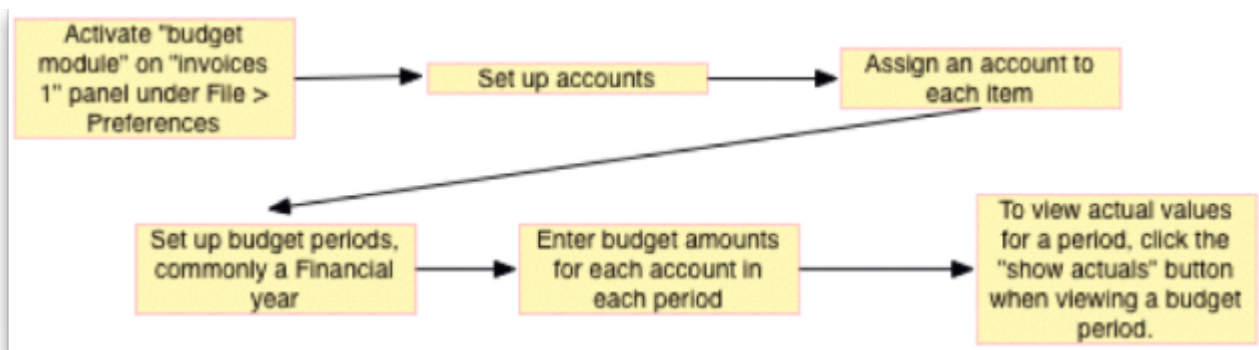 Activate "budget
module" on "invoices
1" panel under File >
Preferences
Set up accounts
Assign an account to
each item
Set up budget periods,
commonly a Financial
year
Enter budget amounts
for each account in
each period
To view actual values
for a period, click the
"show actuals" button
when viewing a budget
period.